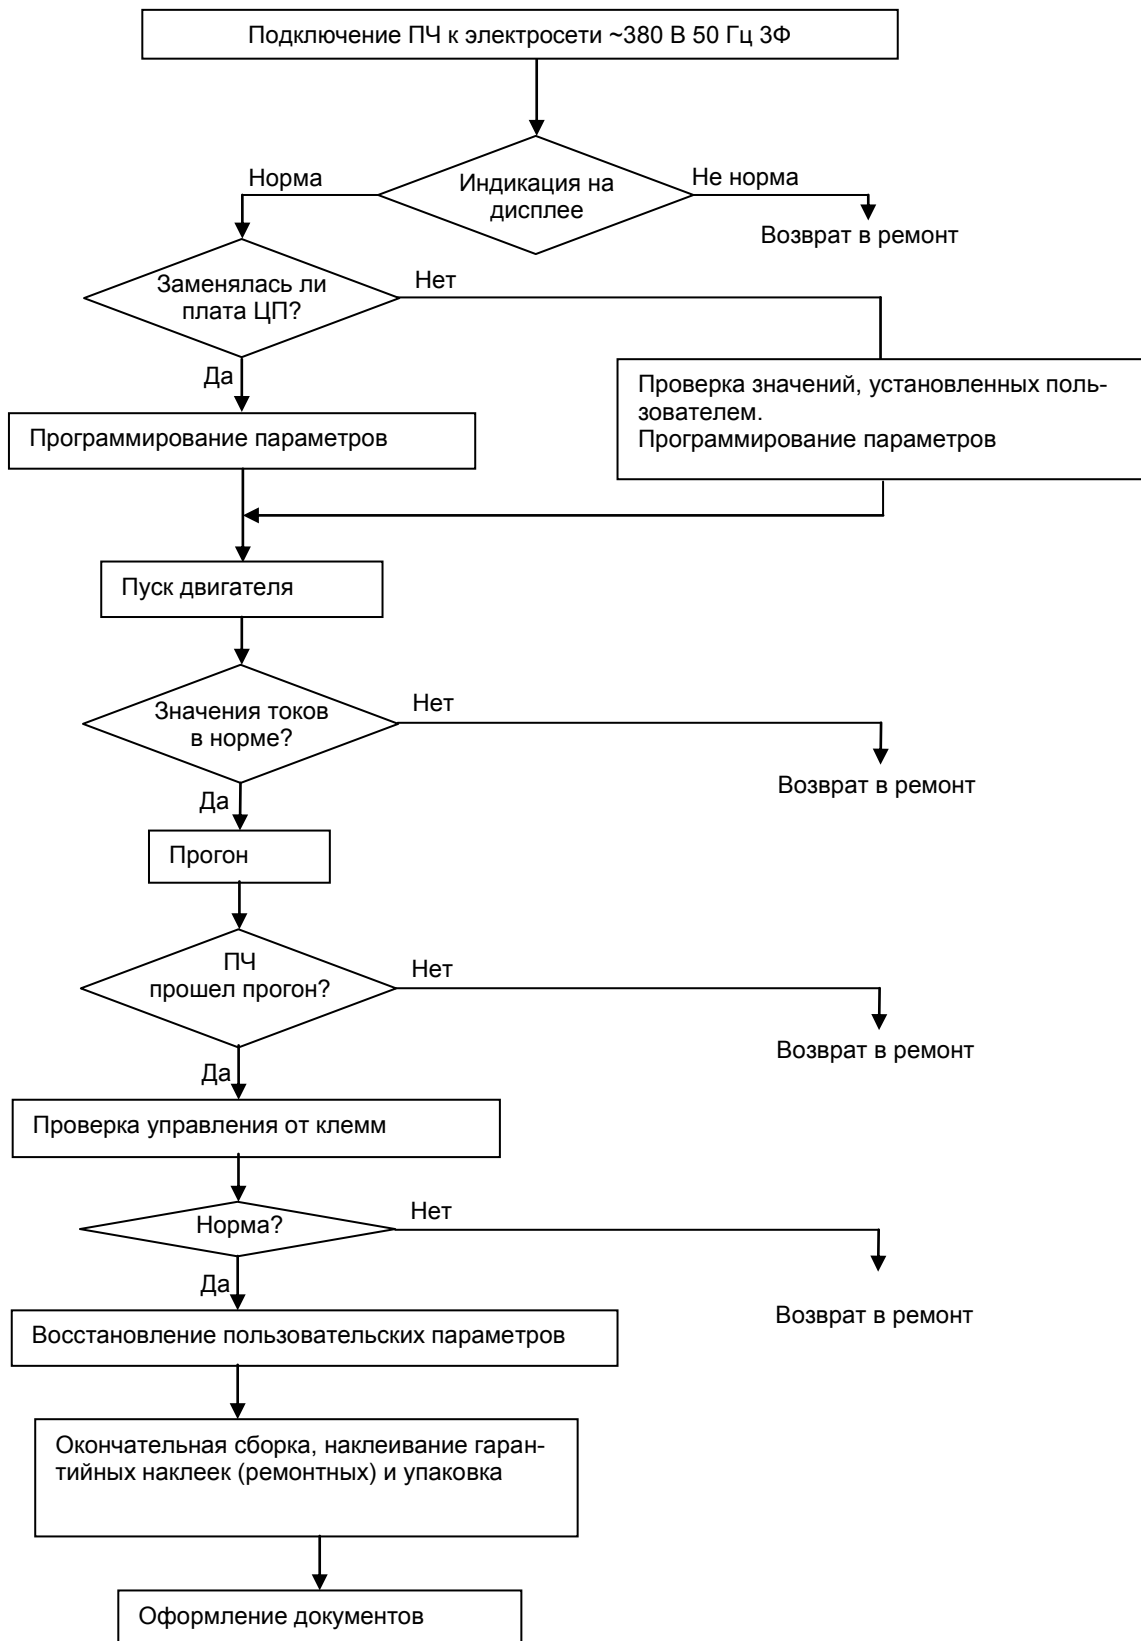 Подключение ПЧ к электросети ~380 В 50 Гц 3Ф
Норма
Индикация на
дисплее
Не норма
Возврат в ремонт
Заменялась ли
плата ЦП?
Нет
Да
Проверка значений, установленных поль-
зователем.
Программирование параметров
Программирование параметров
Пуск двигателя
Значения токов
в норме?
Нет
Возврат в ремонт
Да
Прогон
ПЧ
прошел прогон?
Нет
Возврат в ремонт
Да
Проверка управления от клемм
Норма?
Нет
Да
Возврат в ремонт
Восстановление пользовательских параметров
Окончательная сборка, наклеивание гаран-
тийных наклеек (ремонтных) и упаковка
Оформление документов